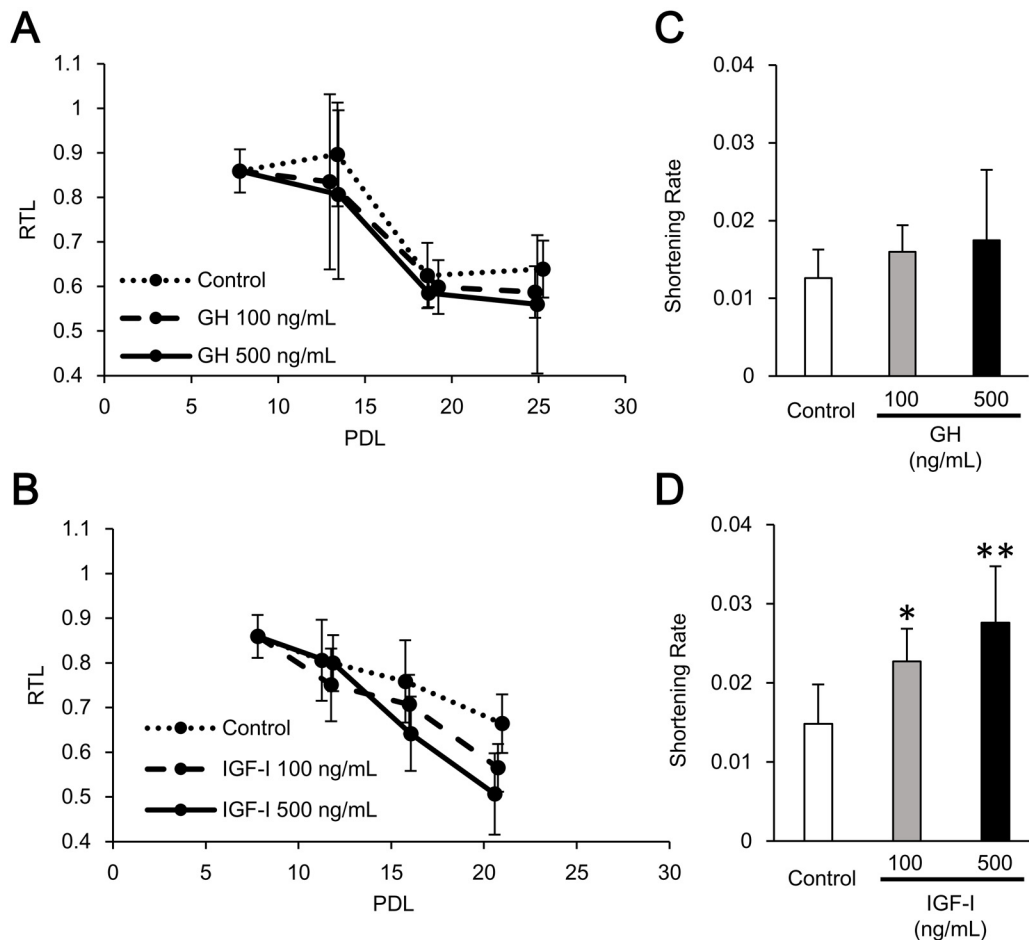 A
RTL
1.1
1
0.9
0.8
0.7
0.6
0.5
0.4
Control
GH 100 ng/mL
GH 500 ng/mL
0 5 10 15 20 25 30
PDL
C
Shortening Rate
0.04
0.03
0.02
0.01
0
Control 100 500
GH
(ng/mL)
B
RTL
1.1
1
0.9
0.8
0.7
0.6
0.5
0.4
Control
IGF-I 100 ng/mL
IGF-I 500 ng/mL
0 5 10 15 20 25
PDL
D
Shortening Rate
0.04
0.03
0.02
0.01
0
* **
Control 100 500
IGF-I
(ng/mL)